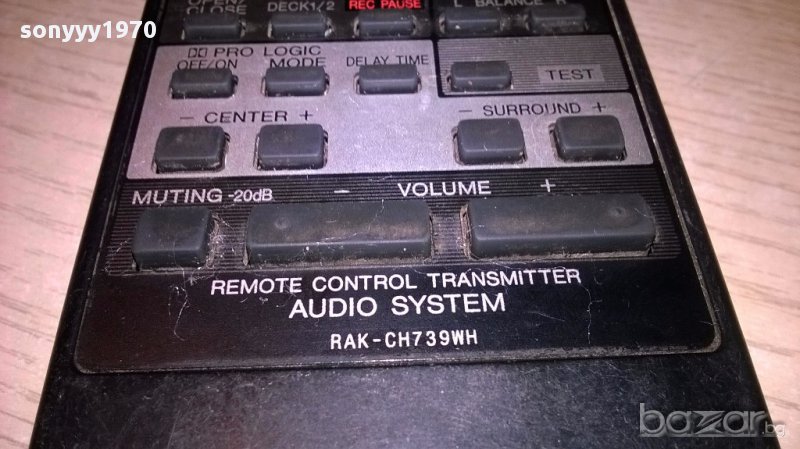 sonyyy1970
OPEN/
CLOSE
DECK1/2
REC PAUSE
L BALANCE R
PRO LOGIC
OFF/ON
MODE
DELAY TIME
TEST
- CENTER +
- SURROUND +
MUTING -20dB
- VOLUME +
REMOTE CONTROL TRANSMITTER
AUDIO SYSTEM
RAK-CH739WH
bazar.bg